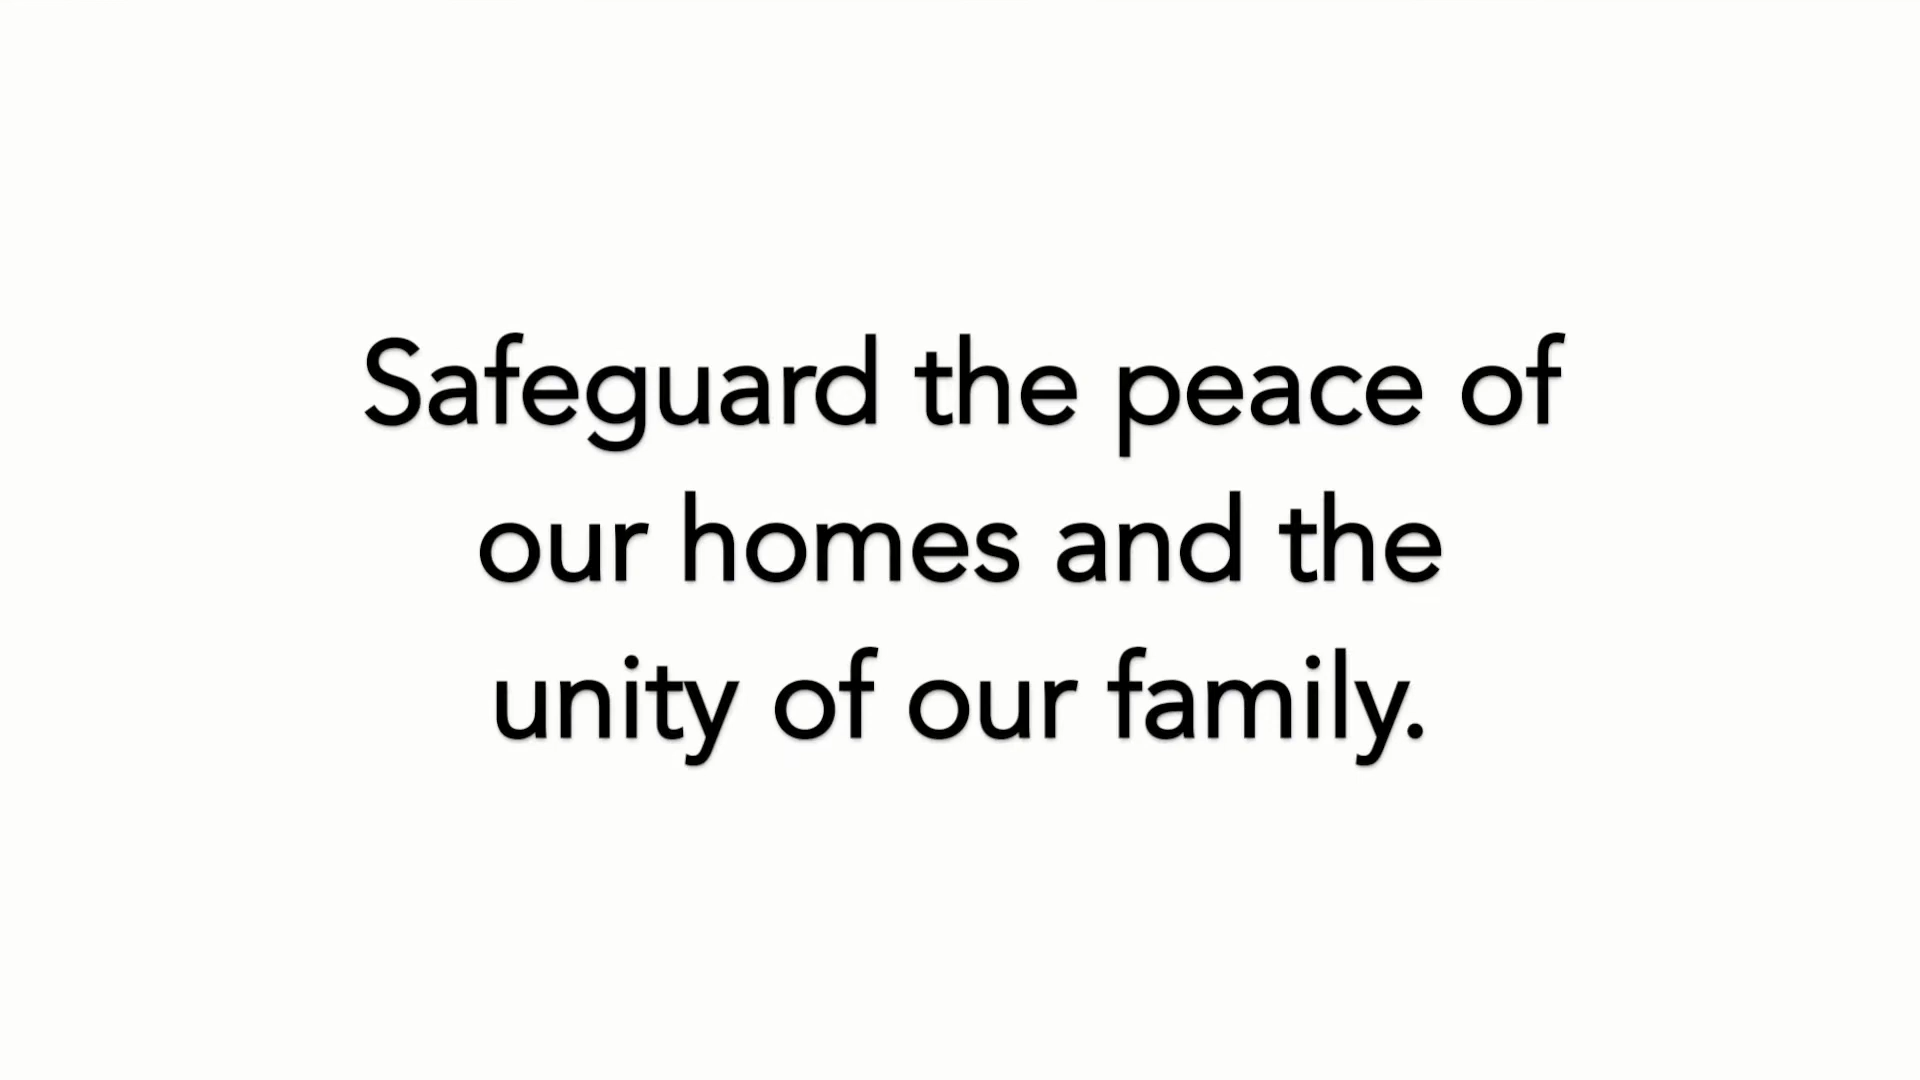 Safeguard the peace of
our homes and the
unity of our family.